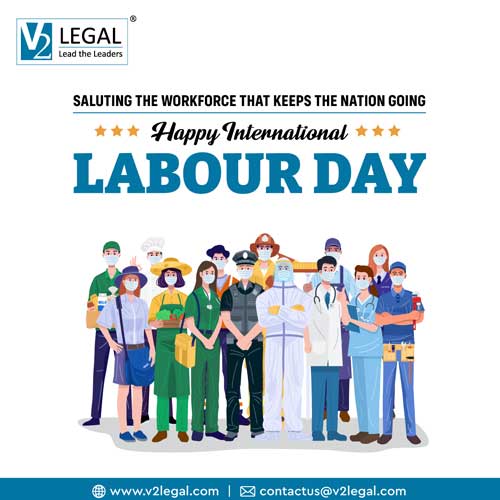 V2 LEGAL®
Lead the Leaders
SALUTING THE WORKFORCE THAT KEEPS THE NATION GOING
Happy International
LABOUR DAY
www.v2legal.com | contactus@v2legal.com